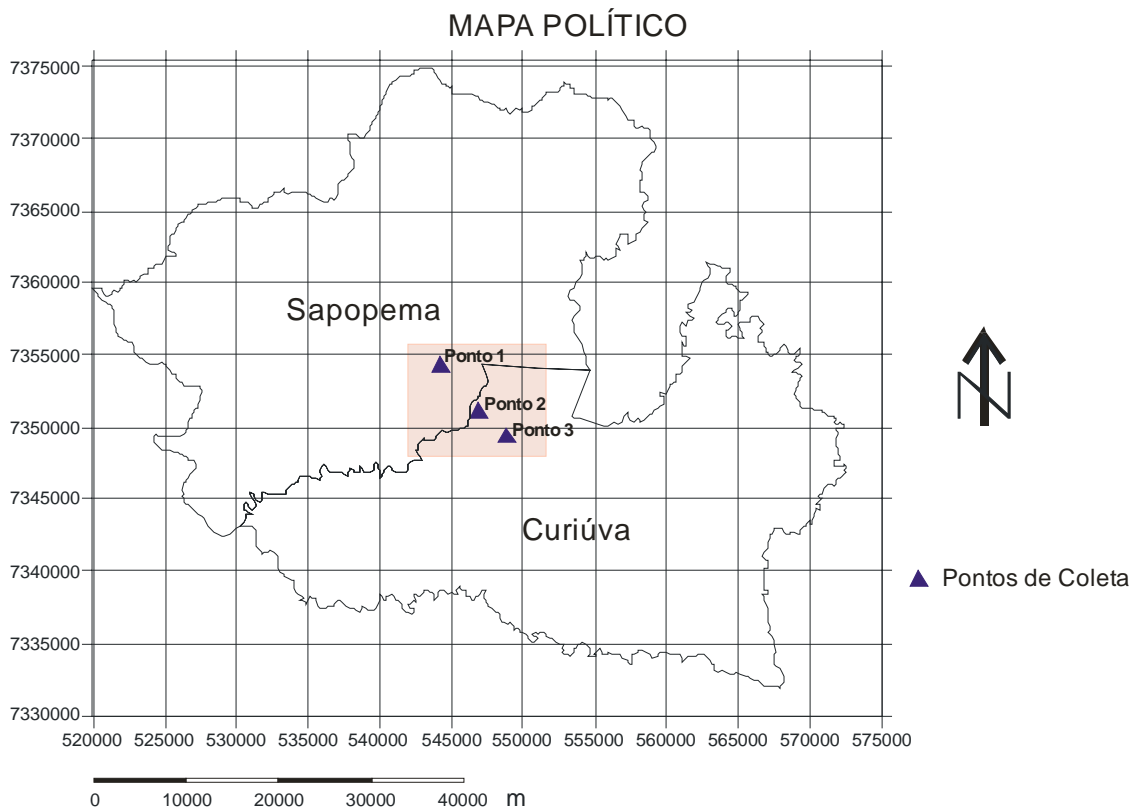 MAPA POLÍTICO
7375000
7370000
7365000
7360000
Sapopema
7355000
Ponto 1
Ponto 2
7350000
Ponto 3
N
7345000
Curiúva
7340000
Pontos de Coleta
7335000
7330000
520000 525000 530000 535000 540000 545000 550000 555000 560000 565000 570000 575000
0 10000 20000 30000 40000 m